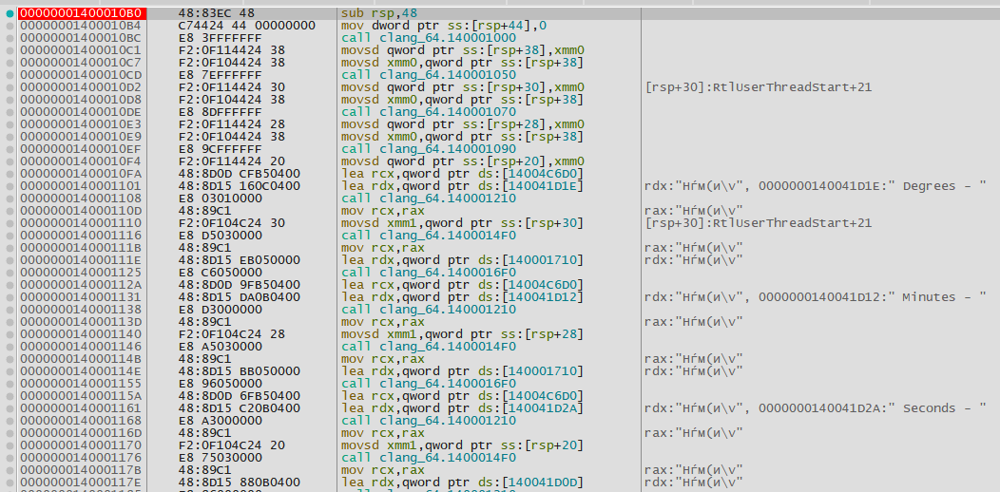 00000001400010B0 48:83EC 48 sub rsp,48
00000001400010B4 C74424 44 00000000 mov dword ptr ss:[rsp+44],0
00000001400010BC E8 3FFFFFFF call clang_64.140001000
00000001400010C1 F2:0F114424 38 movsd qword ptr ss:[rsp+38],xmm0
00000001400010C7 F2:0F104424 38 movsd xmm0,qword ptr ss:[rsp+38]
00000001400010CD E8 7EFFFFFF call clang_64.140001050
00000001400010D2 F2:0F114424 30 movsd qword ptr ss:[rsp+30],xmm0 [rsp+30]:RtlUserThreadStart+21
00000001400010D8 F2:0F104424 38 movsd xmm0,qword ptr ss:[rsp+38]
00000001400010DE E8 8DFFFFFF call clang_64.140001070
00000001400010E3 F2:0F114424 28 movsd qword ptr ss:[rsp+28],xmm0
00000001400010E9 F2:0F104424 38 movsd xmm0,qword ptr ss:[rsp+38]
00000001400010EF E8 9CFFFFFF call clang_64.140001090
00000001400010F4 F2:0F114424 20 movsd qword ptr ss:[rsp+20],xmm0
00000001400010FA 48:8D0D CFB50400 lea rcx,qword ptr ds:[14004C6D0]
0000000140001101 48:8D15 160C0400 lea rdx,qword ptr ds:[140041D1E] rdx:"Hѓм(и\v", 0000000140041D1E:" Degrees - "
0000000140001108 E8 03010000 call clang_64.140001210
000000014000110D 48:89C1 mov rcx,rax rax:"Hѓм(и\v"
0000000140001110 F2:0F104C24 30 movsd xmm1,qword ptr ss:[rsp+30] [rsp+30]:RtlUserThreadStart+21
0000000140001116 E8 D5030000 call clang_64.1400014F0
000000014000111B 48:89C1 mov rcx,rax rax:"Hѓм(и\v"
000000014000111E 48:8D15 EB050000 lea rdx,qword ptr ds:[140001710] rdx:"Hѓм(и\v"
0000000140001125 E8 C6050000 call clang_64.1400016F0
000000014000112A 48:8D0D 9FB50400 lea rcx,qword ptr ds:[14004C6D0]
0000000140001131 48:8D15 DA0B0400 lea rdx,qword ptr ds:[140041D12] rdx:"Hѓм(и\v", 0000000140041D12:" Minutes - "
0000000140001138 E8 D3000000 call clang_64.140001210
000000014000113D 48:89C1 mov rcx,rax rax:"Hѓм(и\v"
0000000140001140 F2:0F104C24 28 movsd xmm1,qword ptr ss:[rsp+28]
0000000140001146 E8 A5030000 call clang_64.1400014F0
000000014000114B 48:89C1 mov rcx,rax rax:"Hѓм(и\v"
000000014000114E 48:8D15 BB050000 lea rdx,qword ptr ds:[140001710] rdx:"Hѓм(и\v"
0000000140001155 E8 96050000 call clang_64.1400016F0
000000014000115A 48:8D0D 6FB50400 lea rcx,qword ptr ds:[14004C6D0]
0000000140001161 48:8D15 C20B0400 lea rdx,qword ptr ds:[140041D2A] rdx:"Hѓм(и\v", 0000000140041D2A:" Seconds - "
0000000140001168 E8 A3000000 call clang_64.140001210
000000014000116D 48:89C1 mov rcx,rax rax:"Hѓм(и\v"
0000000140001170 F2:0F104C24 20 movsd xmm1,qword ptr ss:[rsp+20]
0000000140001176 E8 75030000 call clang_64.1400014F0
000000014000117B 48:89C1 mov rcx,rax rax:"Hѓм(и\v"
000000014000117E 48:8D15 880B0400 lea rdx,qword ptr ds:[140041D0D] rdx:"Hѓм(и\v"